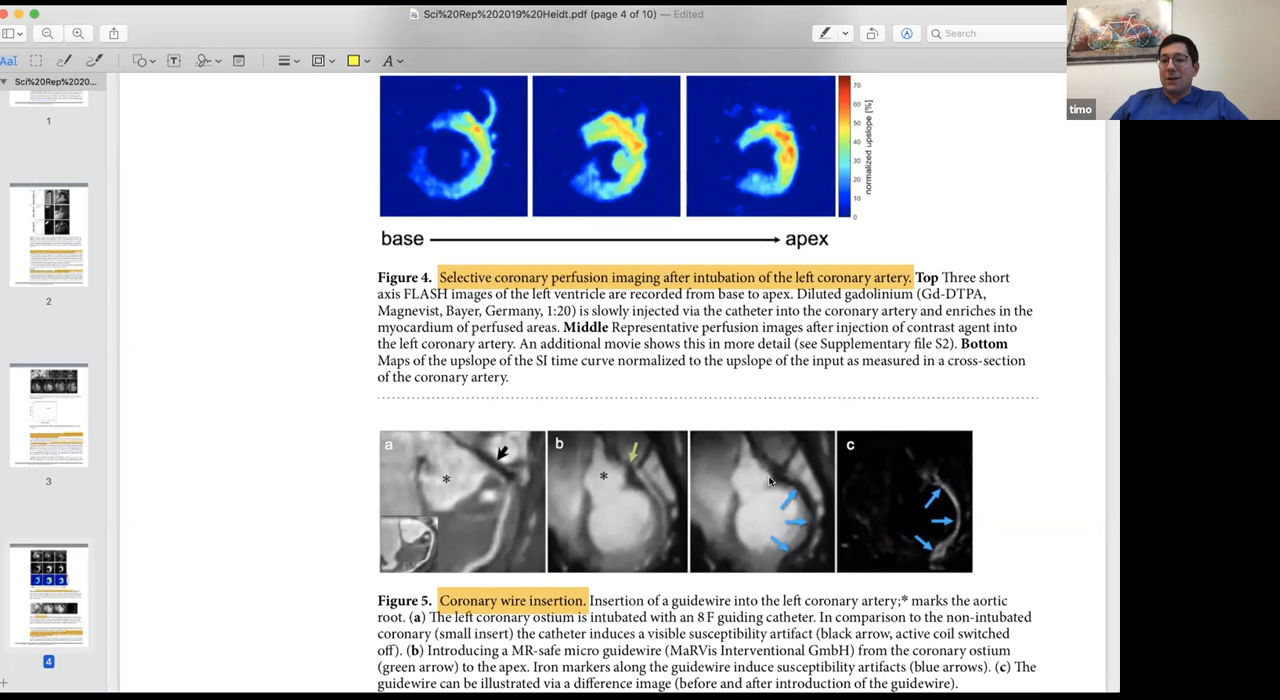 Sci%20Rep%202019%20Heidt.pdf (page 4 of 10) — Edited
Search
AaI
T
A
Sci%20Rep%2020...
timo
1
2
3
4
70
60
50
40
30
20
10
0
normalized upslope [%]
base
apex
Figure 4. Selective coronary perfusion imaging after intubation of the left coronary artery. Top Three short
axis FLASH images of the left ventricle are recorded from base to apex. Diluted gadolinium (Gd-DTPA,
Magnevist, Bayer, Germany, 1:20) is slowly injected via the catheter into the coronary artery and enriches in the
myocardium of perfused areas. Middle Representative perfusion images after injection of contrast agent into
the left coronary artery. An additional movie shows this in more detail (see Supplementary file S2). Bottom
Maps of the upslope of the SI time curve normalized to the upslope of the input as measured in a cross-section
of the coronary artery.
a
*
b
*
c
Figure 5. Coronary wire insertion. Insertion of a guidewire into the left coronary artery;* marks the aortic
root. (a) The left coronary ostium is intubated with an 8 F guiding catheter. In comparison to the non-intubated
coronary (small insert) the catheter induces a visible susceptibility artifact (black arrow, active coil switched
off). (b) Introducing a MR-safe micro guidewire (MaRVis Interventional GmbH) from the coronary ostium
(green arrow) to the apex. Iron markers along the guidewire induce susceptibility artifacts (blue arrows). (c) The
guidewire can be illustrated via a difference image (before and after introduction of the guidewire).